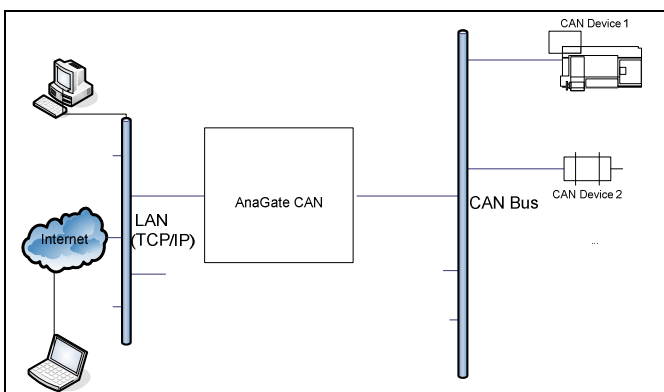 CAN Device 1
AnaGate CAN
CAN Device 2
CAN Bus
LAN
(TCP/IP)
Internet
...